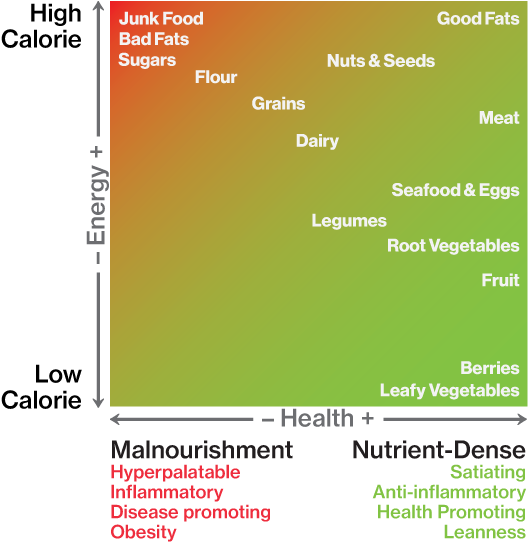 High
Calorie
Junk Food
Good Fats
Bad Fats
Sugars
Nuts & Seeds
Flour
Grains
Meat
Dairy
– Energy +
Seafood & Eggs
Legumes
Root Vegetables
Fruit
Low
Calorie
Berries
Leafy Vegetables
– Health +
Malnourishment
Hyperpalatable
Inflammatory
Disease promoting
Obesity
Nutrient-Dense
Satiating
Anti-inflammatory
Health Promoting
Leanness